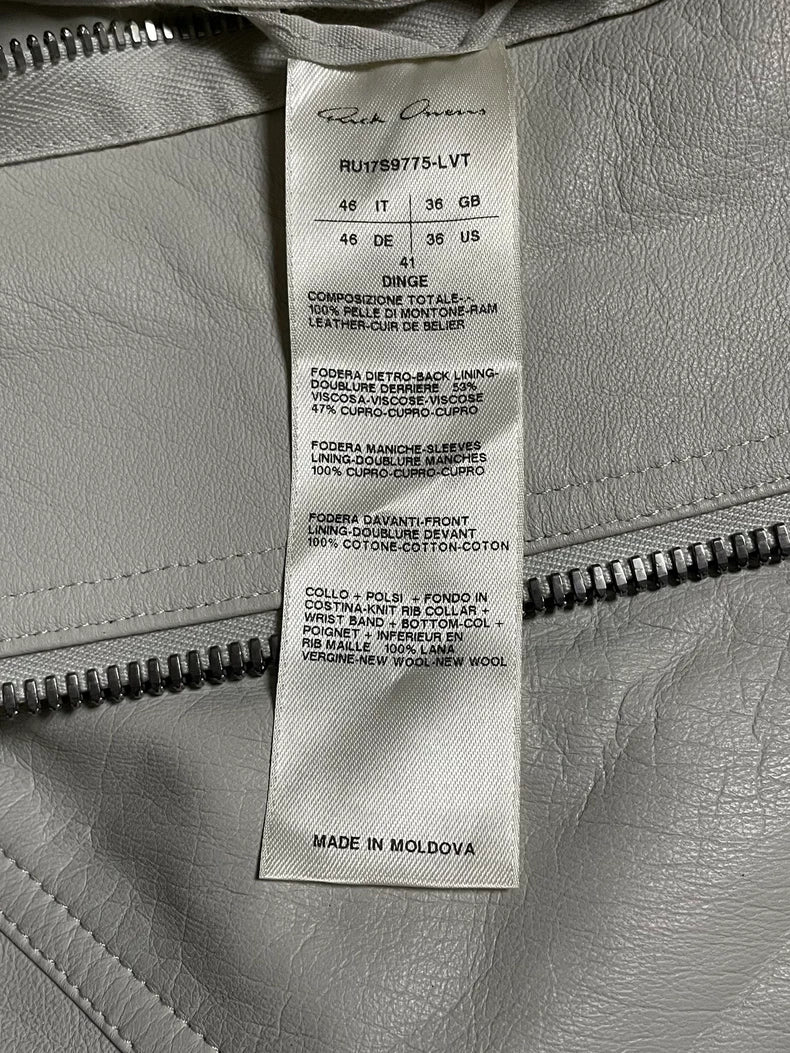 Rick Owens
RU17S9775-LVT
46 IT 36 GB
46 DE 36 US
41
DINGE
COMPOSIZIONE TOTALE-.-
100% PELLE DI MONTONE-RAM
LEATHER-CUIR DE BELIER
FODERA DIETRO-BACK LINING-
DOUBLURE DERRIERE 53%
VISCOSA-VISCOSE-VISCOSE
47% CUPRO-CUPRO-CUPRO
FODERA MANICHE-SLEEVES
LINING-DOUBLURE MANCHES
100% CUPRO-CUPRO-CUPRO
FODERA DAVANTI-FRONT
LINING-DOUBLURE DEVANT
100% COTONE-COTTON-COTON
COLLO + POLSI + FONDO IN
COSTINA-KNIT RIB COLLAR +
WRIST BAND + BOTTOM-COL +
POIGNET + INFERIEUR EN
RIB MAILLE 100% LANA
VERGINE-NEW WOOL-NEW WOOL
MADE IN MOLDOVA